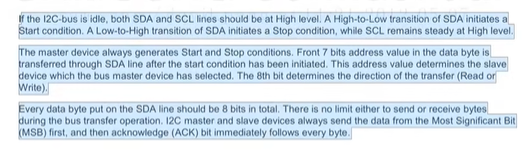 If the I2C-bus is idle, both SDA and SCL lines should be at High level. A High-to-Low transition of SDA initiates a
Start condition. A Low-to-High transition of SDA initiates a Stop condition, while SCL remains steady at High level.
The master device always generates Start and Stop conditions. Front 7 bits address value in the data byte is
transferred through SDA line after the start condition has been initiated. This address value determines the slave
device which the bus master device has selected. The 8th bit determines the direction of the transfer (Read or
Write).
Every data byte put on the SDA line should be 8 bits in total. There is no limit either to send or receive bytes
during the bus transfer operation. I2C master and slave devices always send the data from the Most Significant Bit
(MSB) first, and then acknowledge (ACK) bit immediately follows every byte.